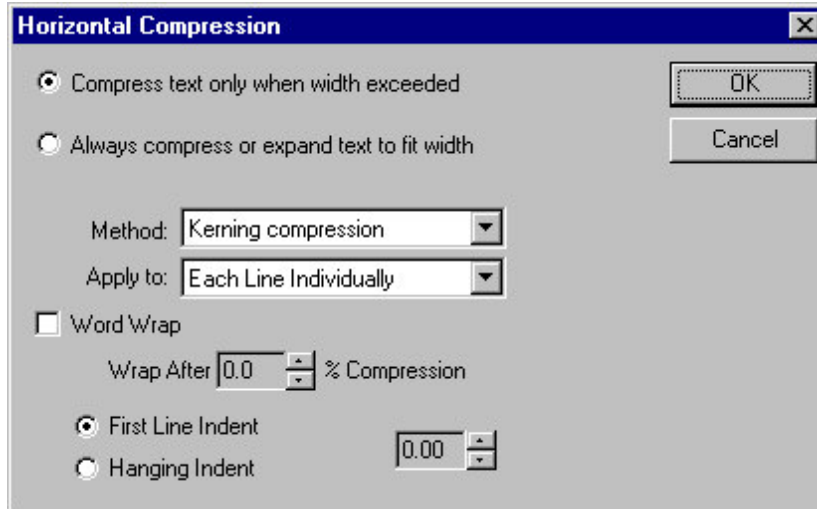 Horizontal Compression
Compress text only when width exceeded
OK
Always compress or expand text to fit width
Cancel
Method: Kerning compression
Apply to: Each Line Individually
Word Wrap
Wrap After 0.0 % Compression
First Line Indent
0.00
Hanging Indent